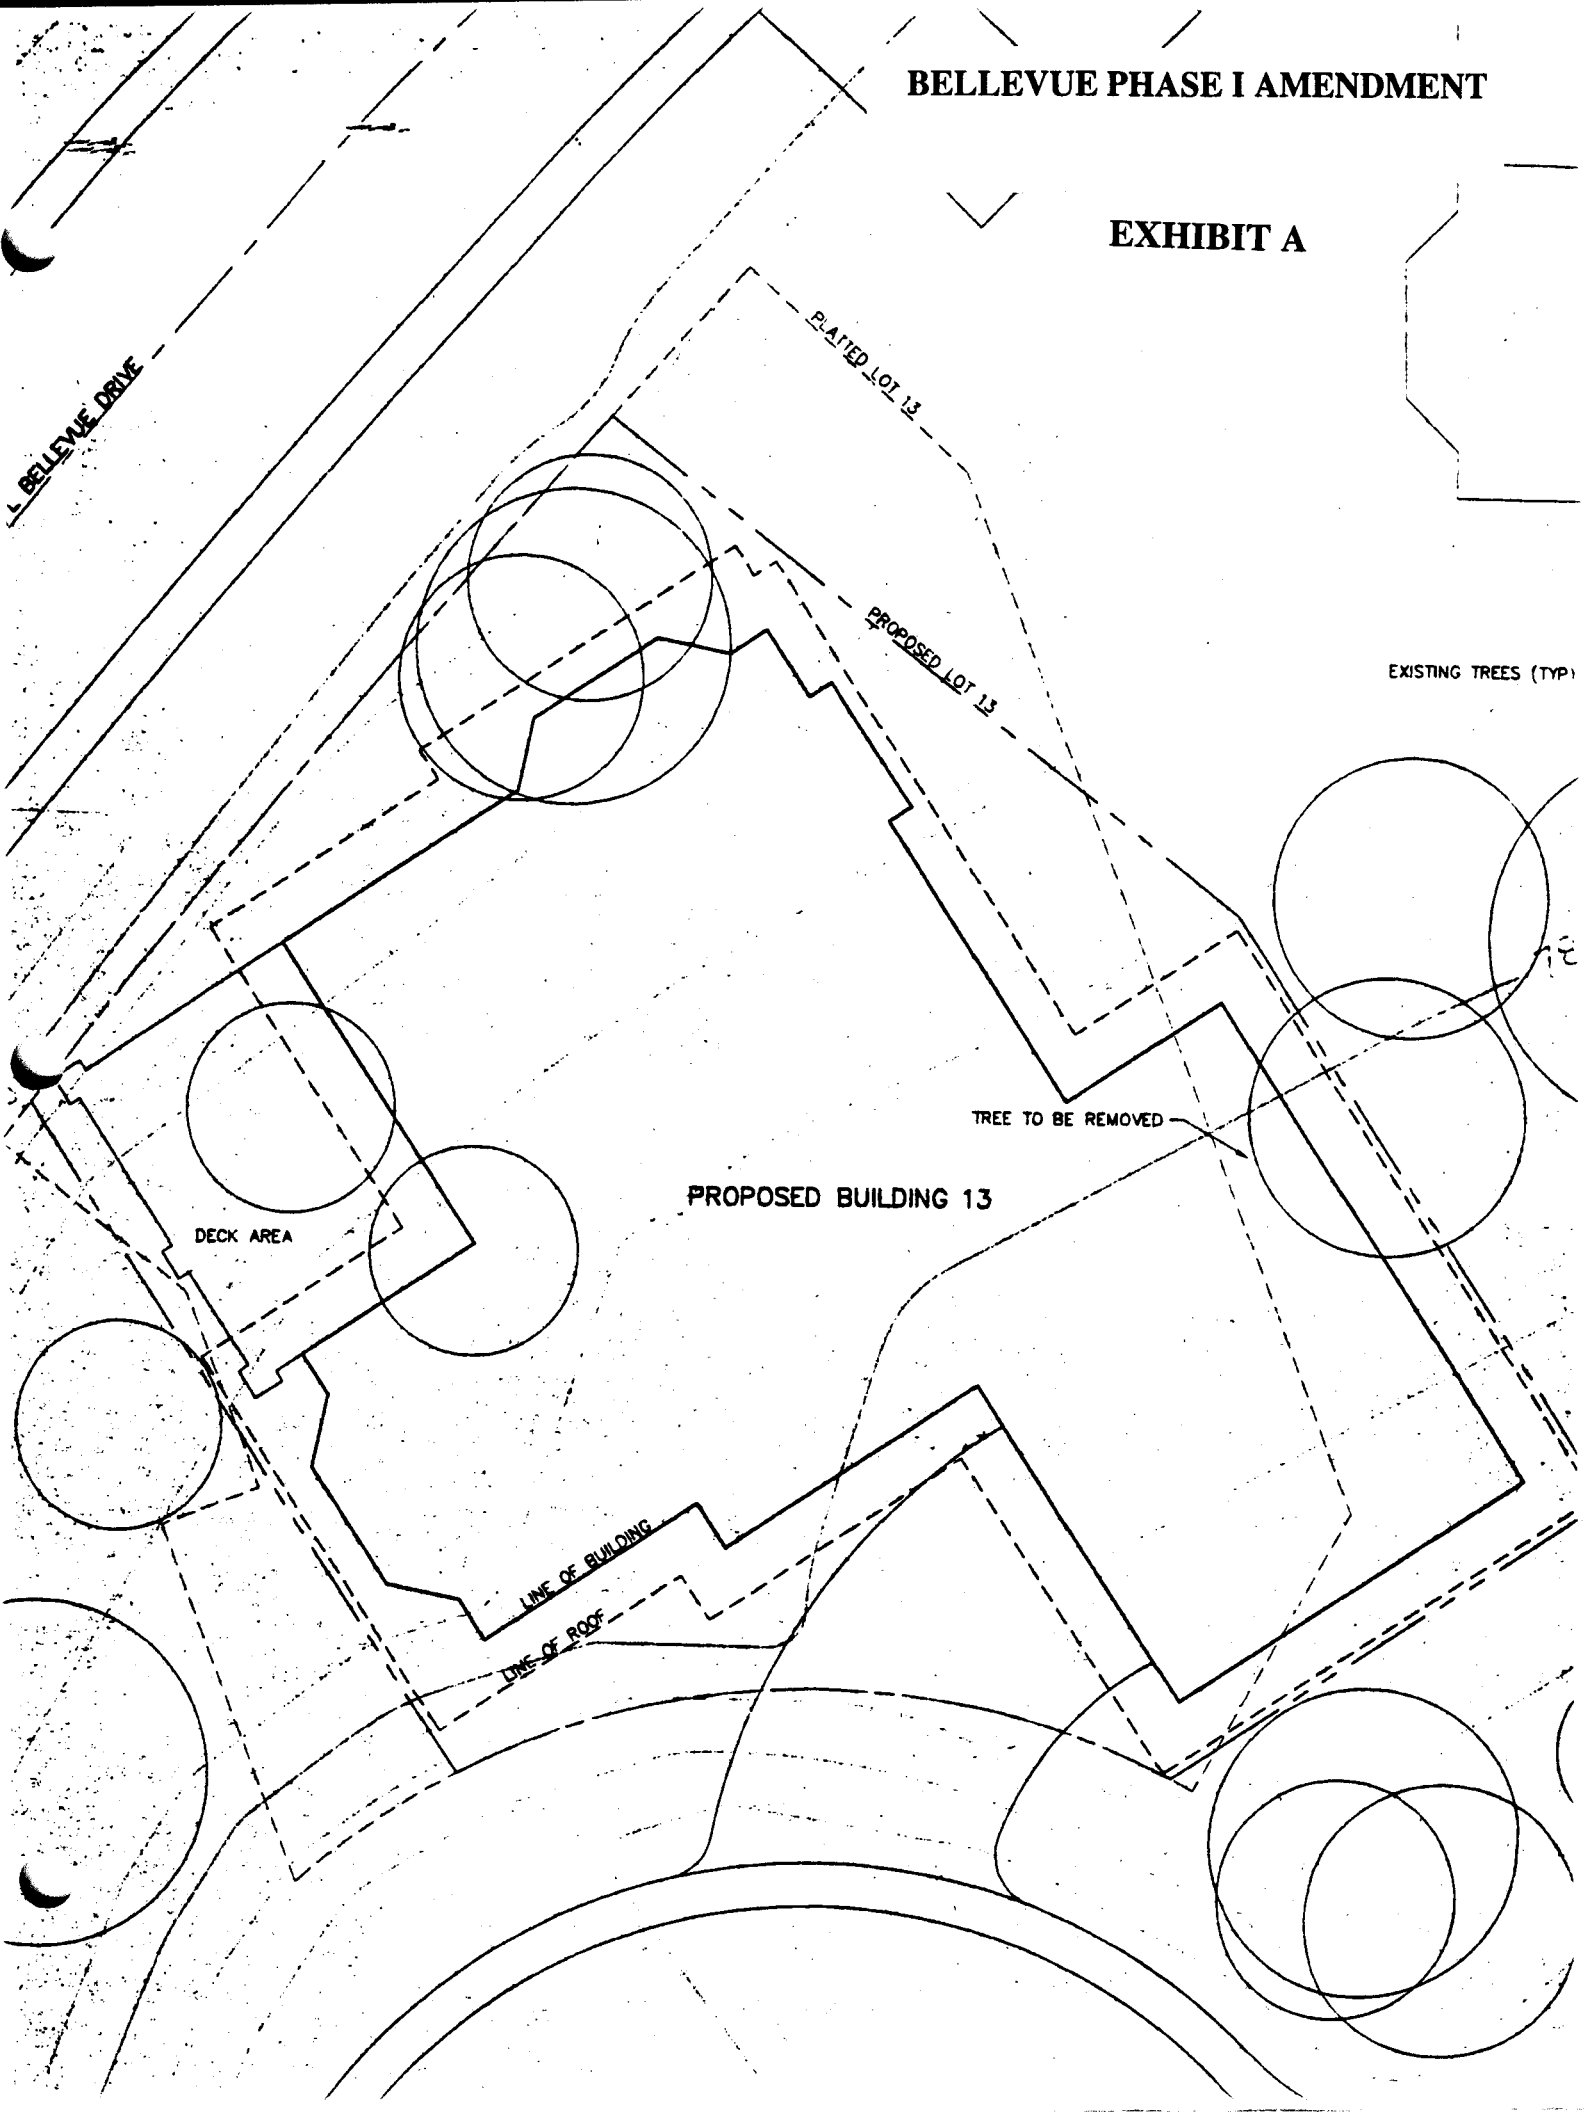 BELLEVUE PHASE I AMENDMENT
EXHIBIT A
BELLEVUE DRIVE
PLATTED LOT 13
PROPOSED LOT 13
EXISTING TREES (TYP)
TREE TO BE REMOVED
PROPOSED BUILDING 13
DECK AREA
LINE OF BUILDING
LINE OF ROOF